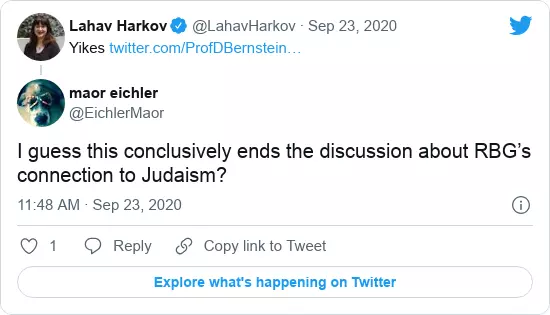 Lahav Harkov @LahavHarkov · Sep 23, 2020
Yikes twitter.com/ProfDBernstein…
maor eichler
@EichlerMaor
I guess this conclusively ends the discussion about RBG’s
connection to Judaism?
11:48 AM · Sep 23, 2020
1 Reply Copy link to Tweet
Explore what's happening on Twitter